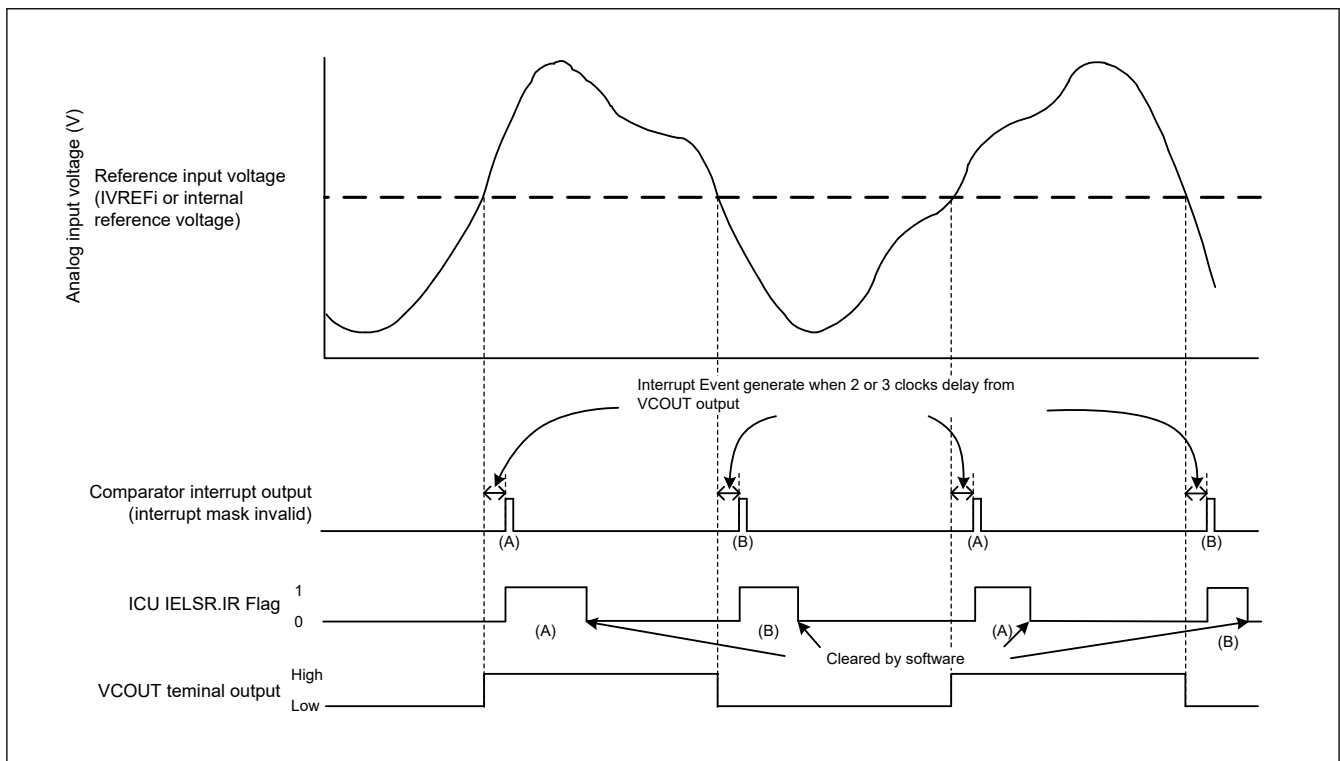 Analog input voltage (V)
Reference input voltage
(IVREFi or internal
reference voltage)
Interrupt Event generate when 2 or 3 clocks delay from
VCOUT output
Comparator interrupt output
(interrupt mask invalid)
(A)
(B)
(A)
(B)
ICU IELSR.IR Flag
1
0
(A)
(B)
(A)
(B)
Cleared by software
VCOUT teminal output
High
Low